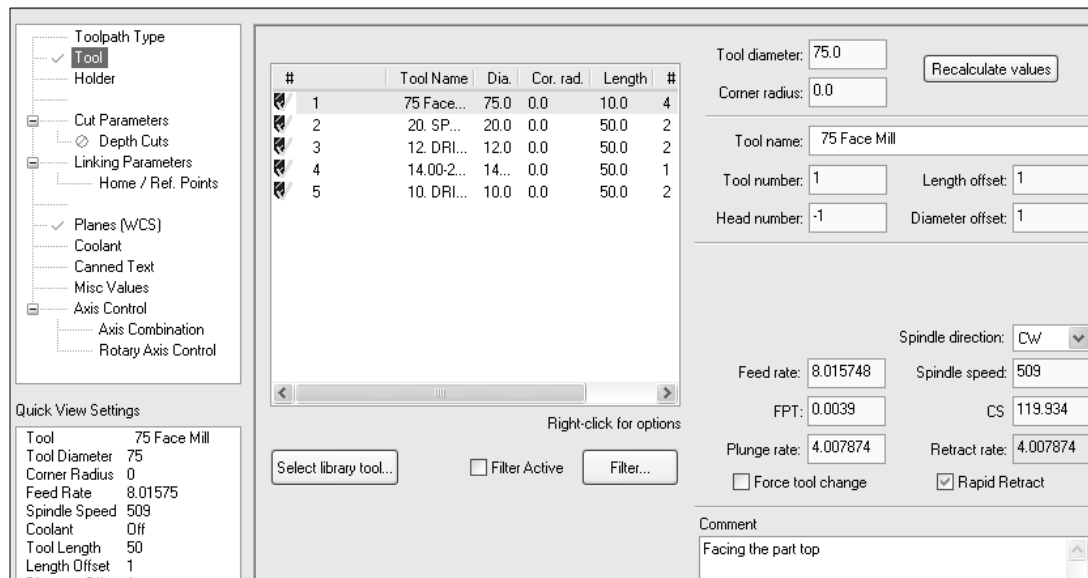 Toolpath Type
Tool
Holder
Cut Parameters
Depth Cuts
Linking Parameters
Home / Ref. Points
Planes (WCS)
Coolant
Canned Text
Misc Values
Axis Control
Axis Combination
Rotary Axis Control
Quick View Settings
Tool 75 Face Mill
Tool Diameter 75
Corner Radius 0
Feed Rate 8.01575
Spindle Speed 509
Coolant Off
Tool Length 50
Length Offset 1
# Tool Name Dia. Cor. rad. Length #
1 75 Face... 75.0 0.0 10.0 4
2 20. SP... 20.0 0.0 50.0 2
3 12. DRI... 12.0 0.0 50.0 2
4 14.00-2... 14... 0.0 50.0 1
5 10. DRI... 10.0 0.0 50.0 2
Right-click for options
Select library tool... Filter Active Filter...
Tool diameter: 75.0
Recalculate values
Corner radius: 0.0
Tool name: 75 Face Mill
Tool number: 1 Length offset: 1
Head number: -1 Diameter offset: 1
Spindle direction: CW
Feed rate: 8.015748 Spindle speed: 509
FPT: 0.0039 CS 119.934
Plunge rate: 4.007874 Retract rate: 4.007874
Force tool change Rapid Retract
Comment
Facing the part top